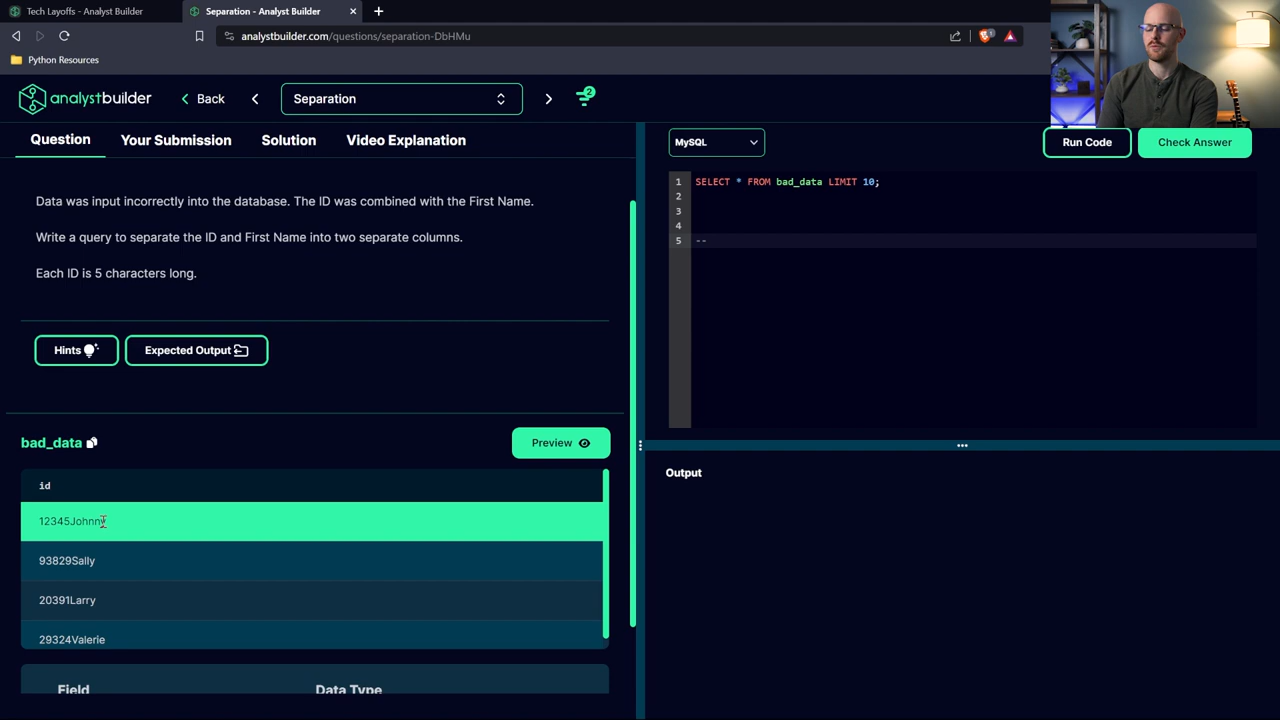 Tech Layoffs - Analyst Builder
Separation - Analyst Builder
analystbuilder.com/questions/separation-DbHMu
Python Resources
analystbuilder
Back
Separation
2
Question
Your Submission
Solution
Video Explanation
Data was input incorrectly into the database. The ID was combined with the First Name.
Write a query to separate the ID and First Name into two separate columns.
Each ID is 5 characters long.
Hints
Expected Output
bad_data
Preview
id
12345Johnny
93829Sally
20391Larry
29324Valerie
Field Data Type
MySQL
Run Code
Check Answer
1 SELECT * FROM bad_data LIMIT 10;
2
3
4
5 --
Output